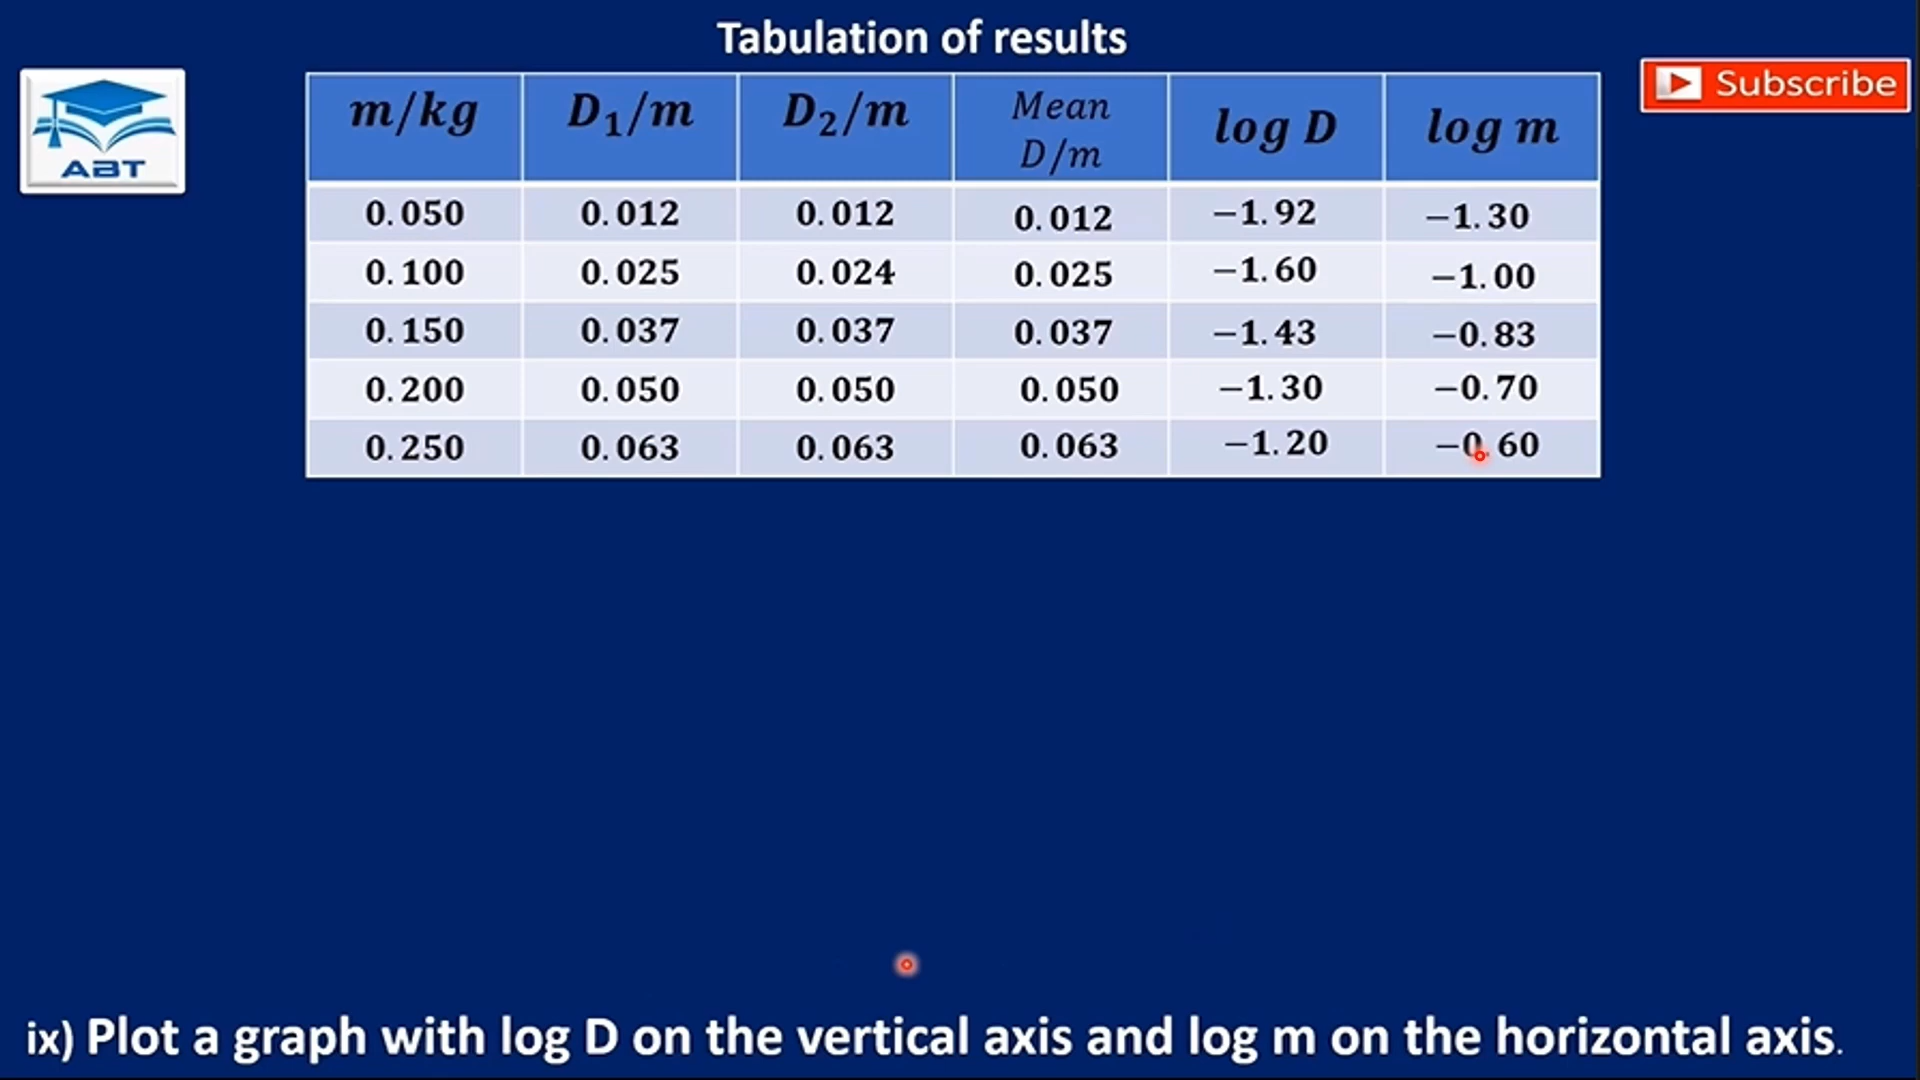 Tabulation of results
ABT
Subscribe
m/kg D₁/m D₂/m Mean D/m log D log m
0.050 0.012 0.012 0.012 −1.92 −1.30
0.100 0.025 0.024 0.025 −1.60 −1.00
0.150 0.037 0.037 0.037 −1.43 −0.83
0.200 0.050 0.050 0.050 −1.30 −0.70
0.250 0.063 0.063 0.063 −1.20 −0.60
ix) Plot a graph with log D on the vertical axis and log m on the horizontal axis.